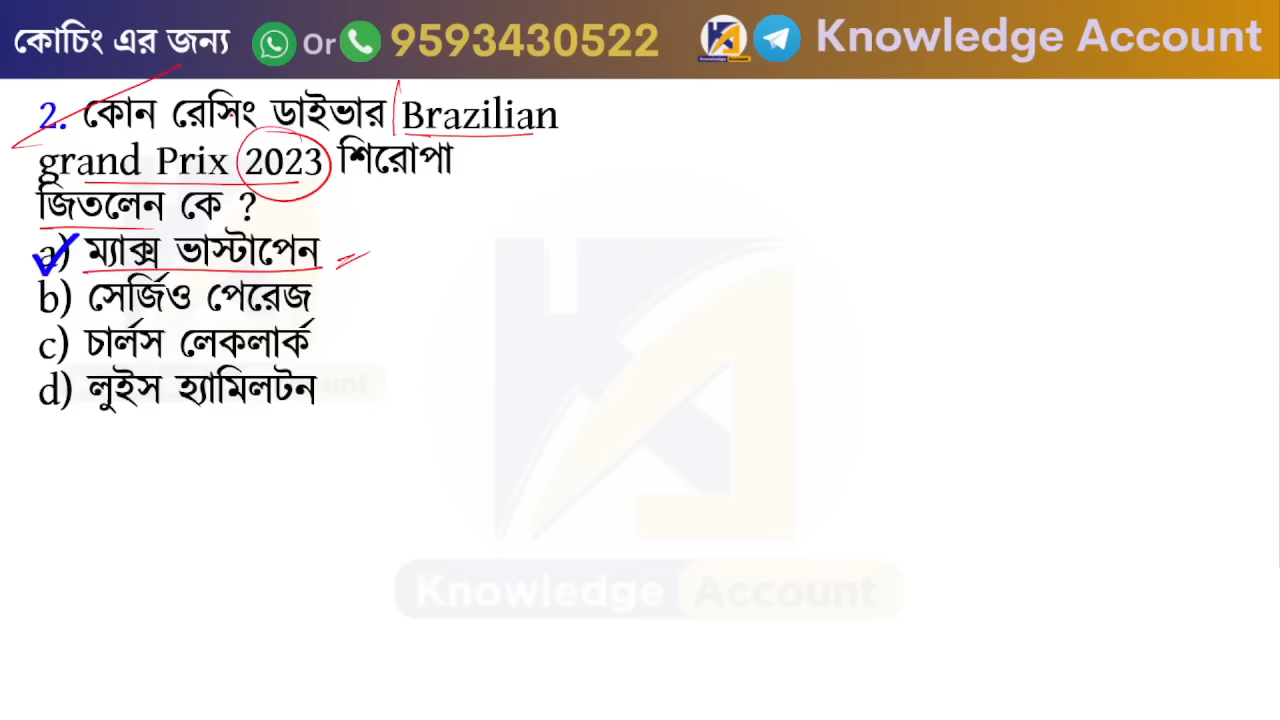 কোচিং এর জন্য Or 9593430522 Knowledge Account
2. কোন রেসিং ডাইভার Brazilian
grand Prix 2023 শিরোপা
জিতলেন কে ?
a) ম্যাক্স ভাস্টাপেন
b) সের্জিও পেরেজ
c) চার্লস লেকলার্ক
d) লুইস হ্যামিলটন
Knowledge Account